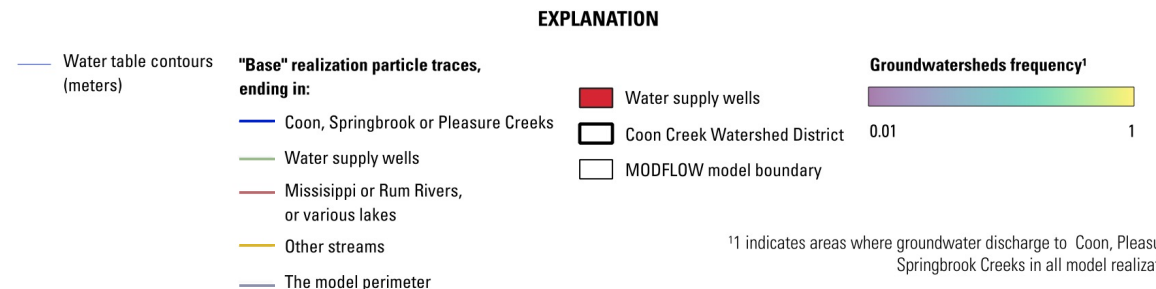 EXPLANATION
Water table contours
(meters)
"Base" realization particle traces,
ending in:
Coon, Springbrook or Pleasure Creeks
Water supply wells
Missisippi or Rum Rivers,
or various lakes
Other streams
The model perimeter
Water supply wells
Coon Creek Watershed District
MODFLOW model boundary
Groundwatersheds frequency¹
0.01 1
¹1 indicates areas where groundwater discharge to Coon,
Springbrook Creeks in all model